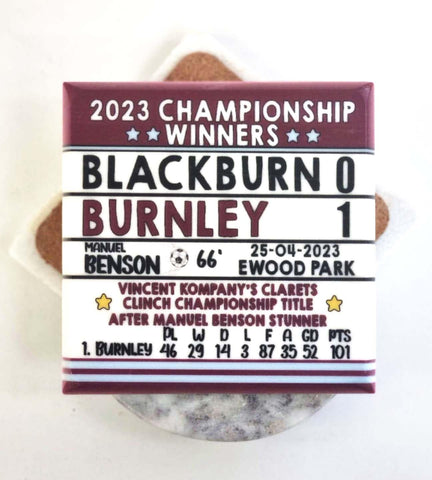 2023 CHAMPIONSHIP
WINNERS
BLACKBURN 0
BURNLEY 1
MANUEL
BENSON 66' 25-04-2023
EWOOD PARK
VINCENT KOMPANY'S CLARETS
CLINCH CHAMPIONSHIP TITLE
AFTER MANUEL BENSON STUNNER
PL W D L F A GD PTS
1. BURNLEY 46 29 14 3 87 35 52 101